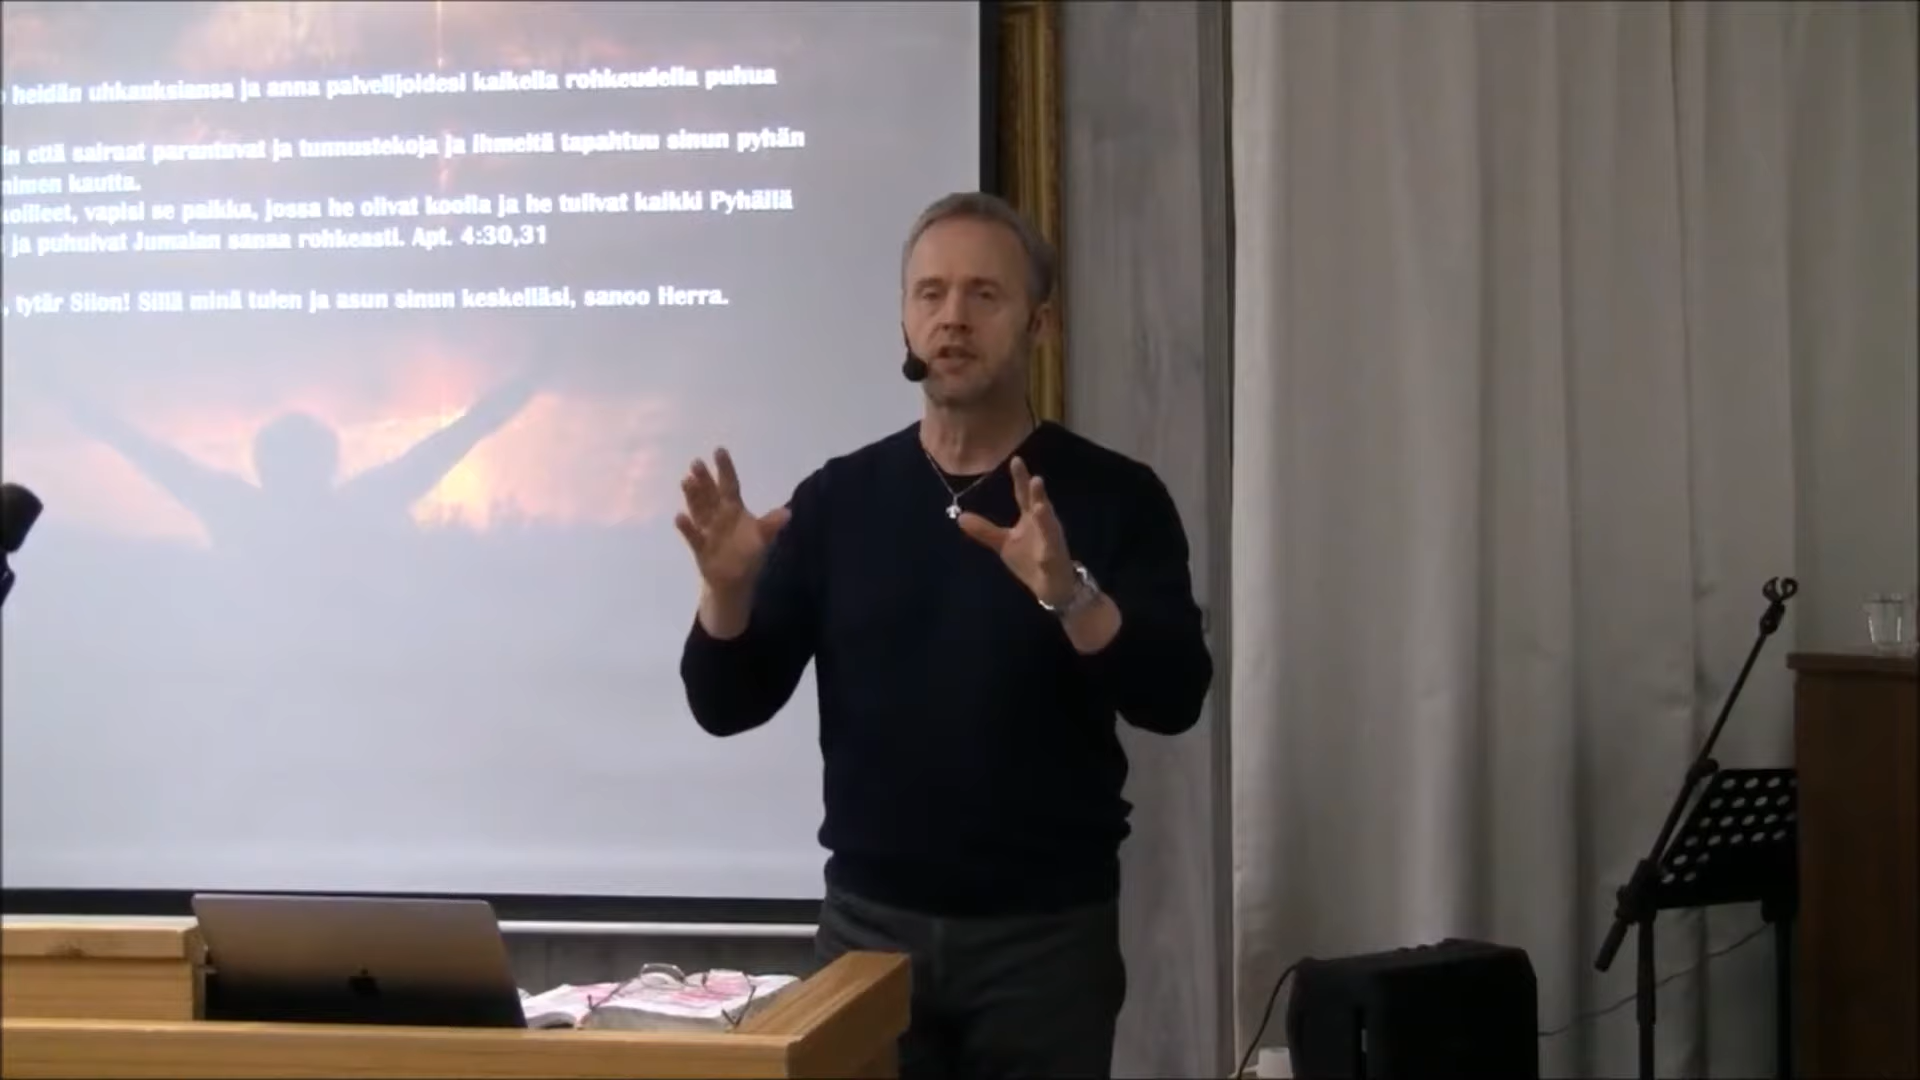 heidän uhkauksiansa ja anna palvelijoidesi kaikella rohkeudella puhua
in että sairaat parantuvat ja tunnustekoja ja ihmeitä tapahtuu sinun pyhän
nimen kautta.
koilleet, vapisi se paikka, jossa he olivat koolla ja he tulivat kaikki Pyhällä
ja puhuivat Jumalan sanaa rohkeasti. Apt. 4:30,31
, tytär Siion! Sillä minä tulen ja asun sinun keskelläsi, sanoo Herra.